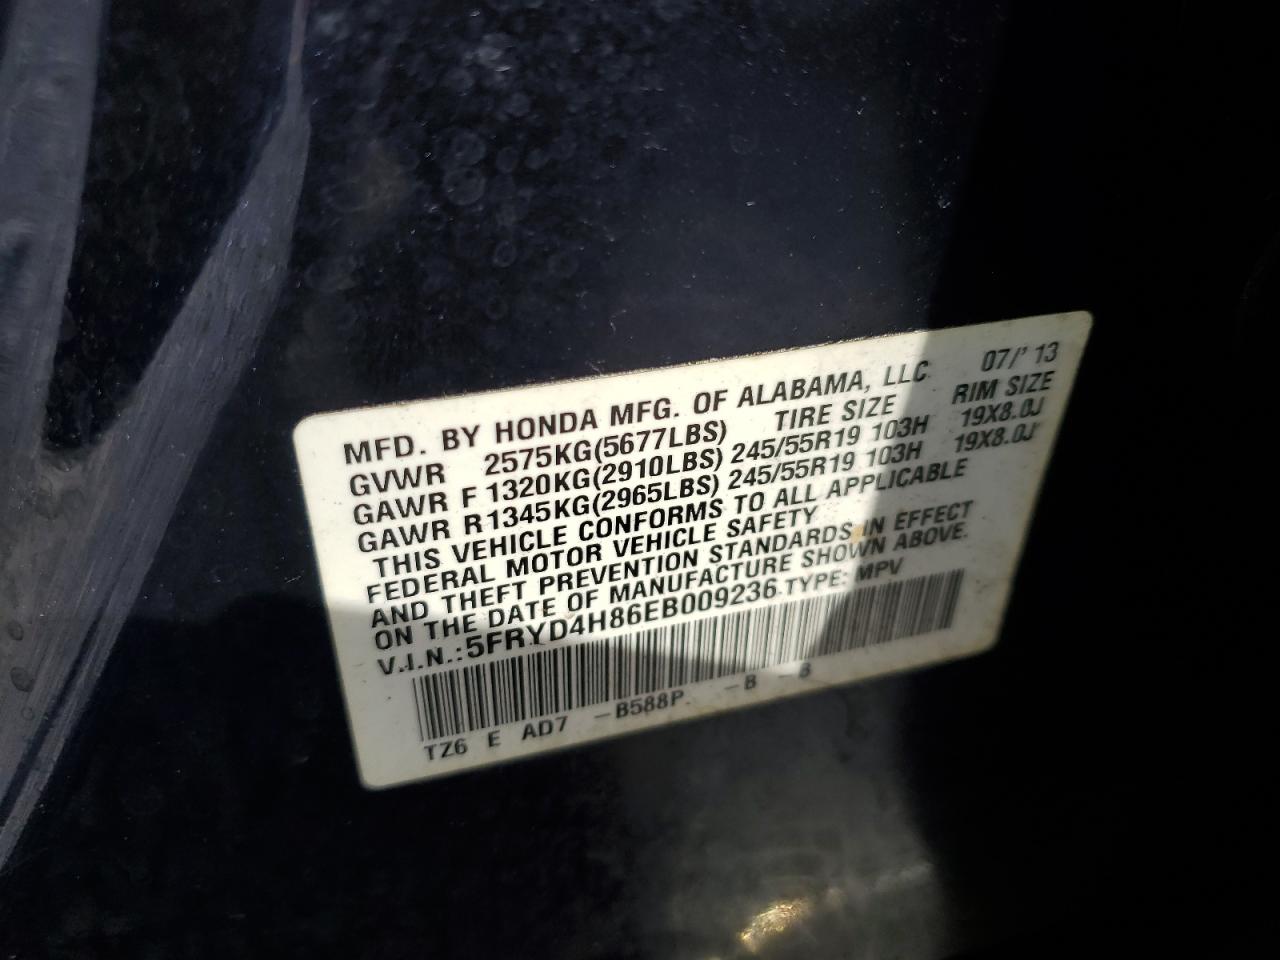 MFD. BY HONDA MFG. OF ALABAMA, LLC 07/'13
GVWR 2575KG(5677LBS) TIRE SIZE RIM SIZE
GAWR F 1320KG(2910LBS) 245/55R19 103H 19X8.0J
GAWR R 1345KG(2965LBS) 245/55R19 103H 19X8.0J
THIS VEHICLE CONFORMS TO ALL APPLICABLE
FEDERAL MOTOR VEHICLE SAFETY
AND THEFT PREVENTION STANDARDS IN EFFECT
ON THE DATE OF MANUFACTURE SHOWN ABOVE.
V.I.N.:5FRYD4H86EB009236 TYPE: MPV
TZ6 E AD7 -B588P. -B -8